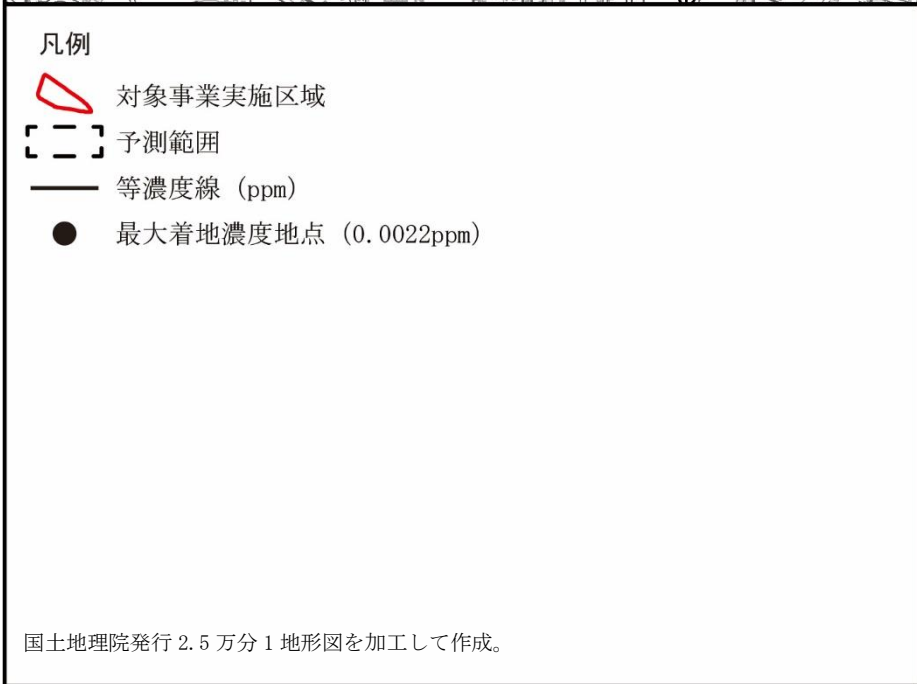 凡例
対象事業実施区域
予測範囲
等濃度線 (ppm)
最大着地濃度地点 (0.0022ppm)
国土地理院発行 2.5 万分 1 地形図を加工して作成。